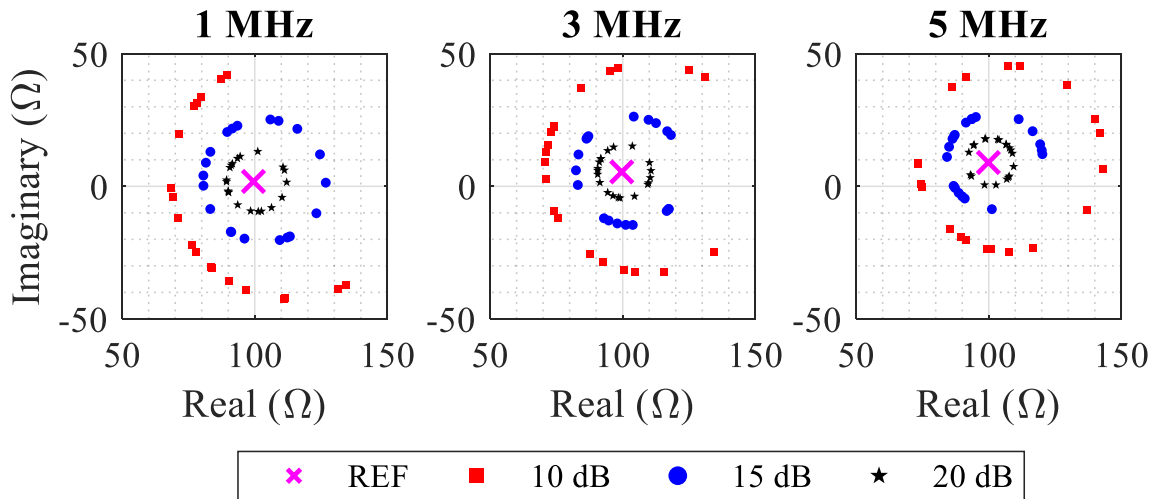 1 MHz 3 MHz 5 MHz
50 50 50
0 0 0
-50 -50 -50
50 100 150 50 100 150 50 100 150
Imaginary (Ω)
Real (Ω) Real (Ω) Real (Ω)
REF 10 dB 15 dB 20 dB